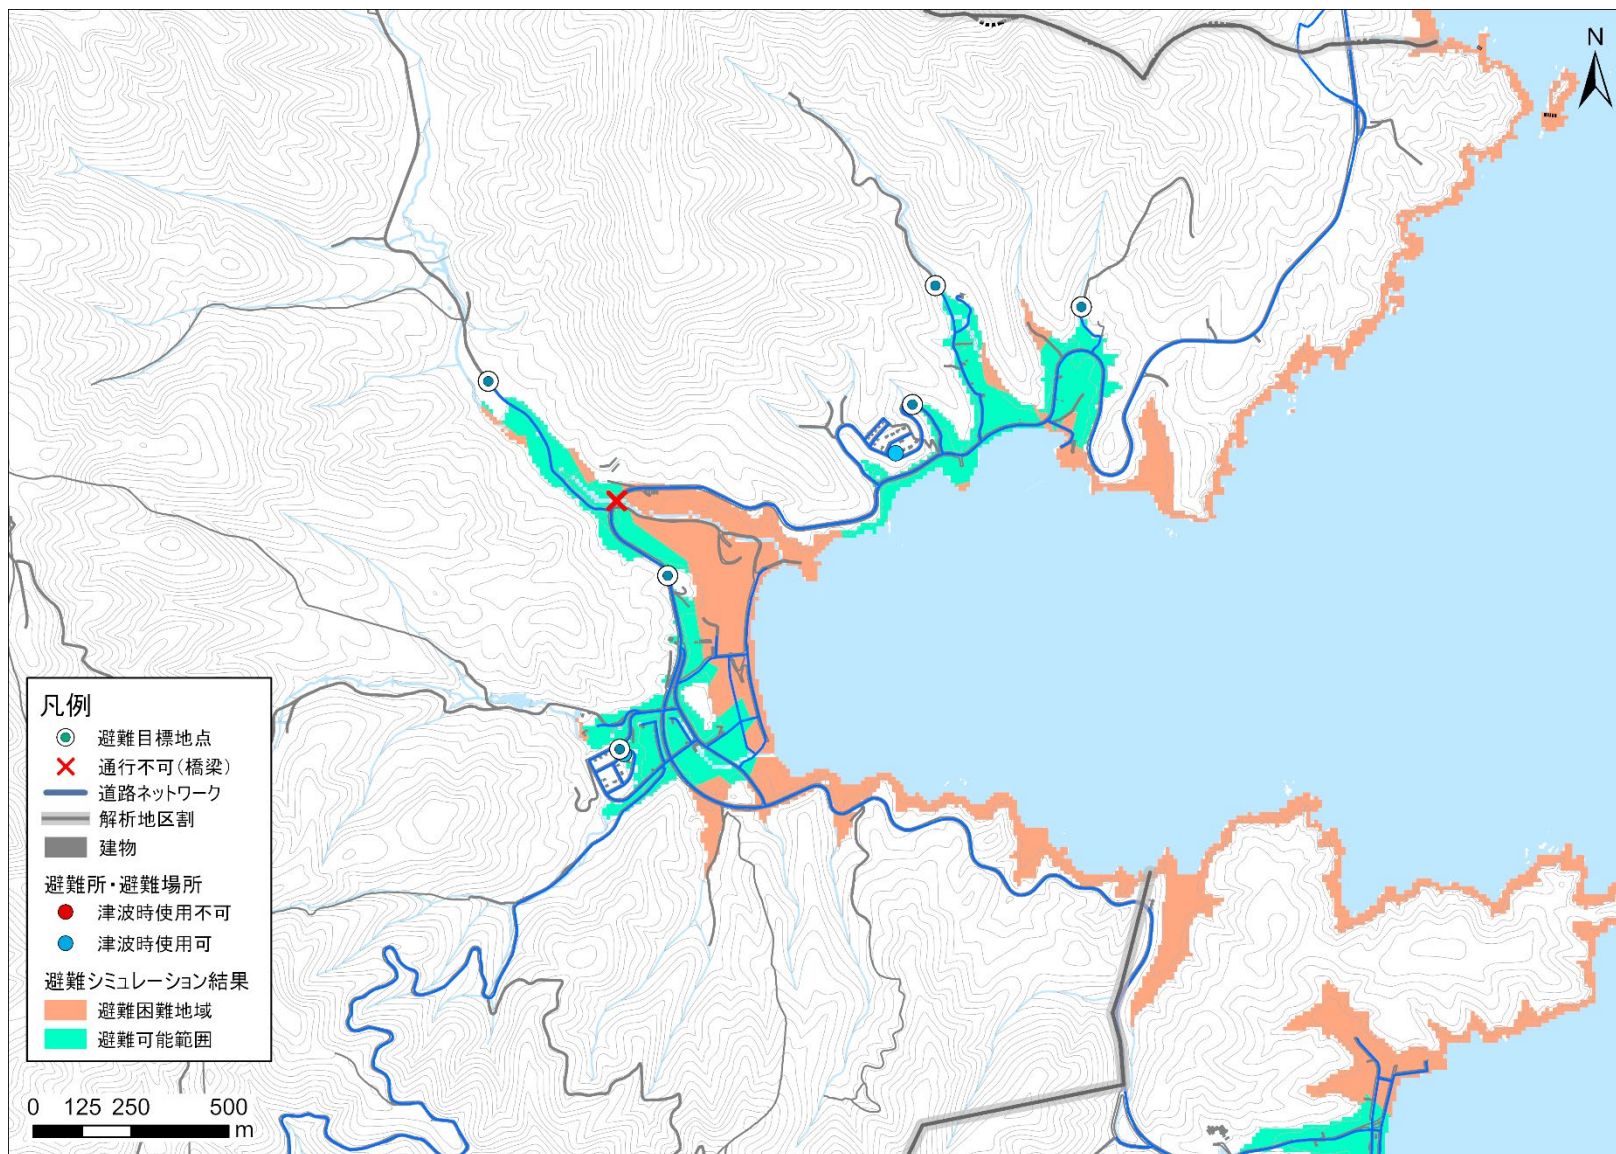 N
凡例
避難目標地点
通行不可(橋梁)
道路ネットワーク
解析地区割
建物
避難所・避難場所
津波時使用不可
津波時使用可
避難シミュレーション結果
避難困難地域
避難可能範囲
0 125 250 500
m